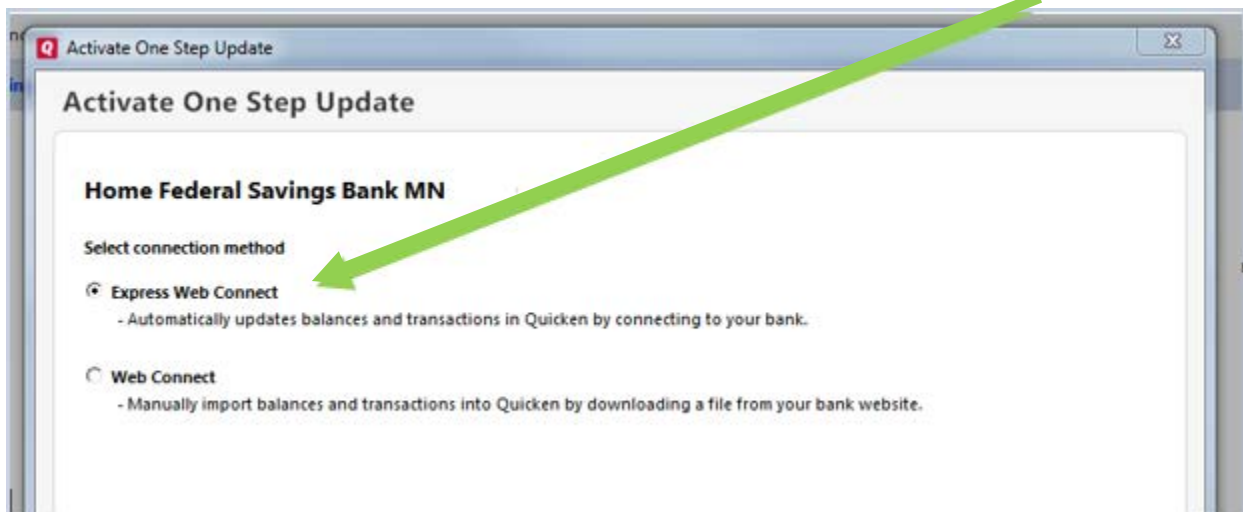 Activate One Step Update
Activate One Step Update
Home Federal Savings Bank MN
Select connection method
Express Web Connect
- Automatically updates balances and transactions in Quicken by connecting to your bank.
Web Connect
- Manually import balances and transactions into Quicken by downloading a file from your bank website.